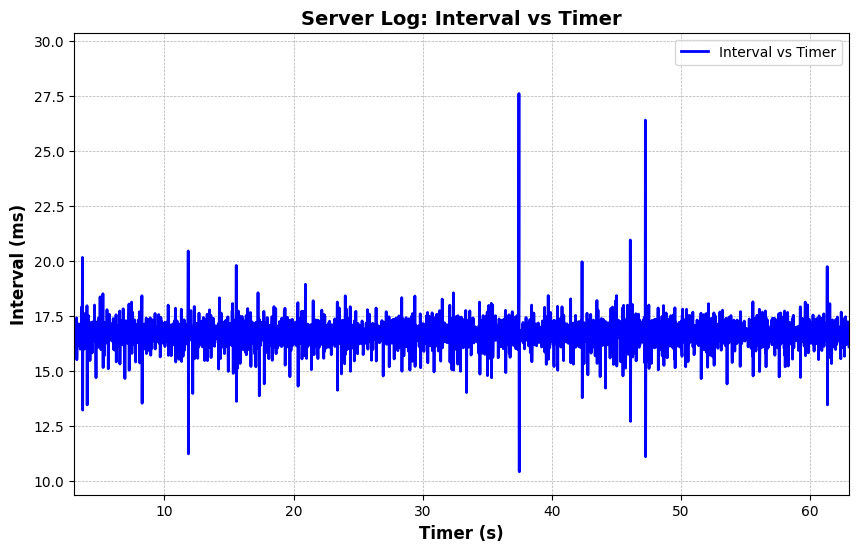 Server Log: Interval vs Timer
Interval vs Timer
30.0
27.5
25.0
22.5
20.0
17.5
15.0
12.5
10.0
Interval (ms)
10 20 30 40 50 60
Timer (s)